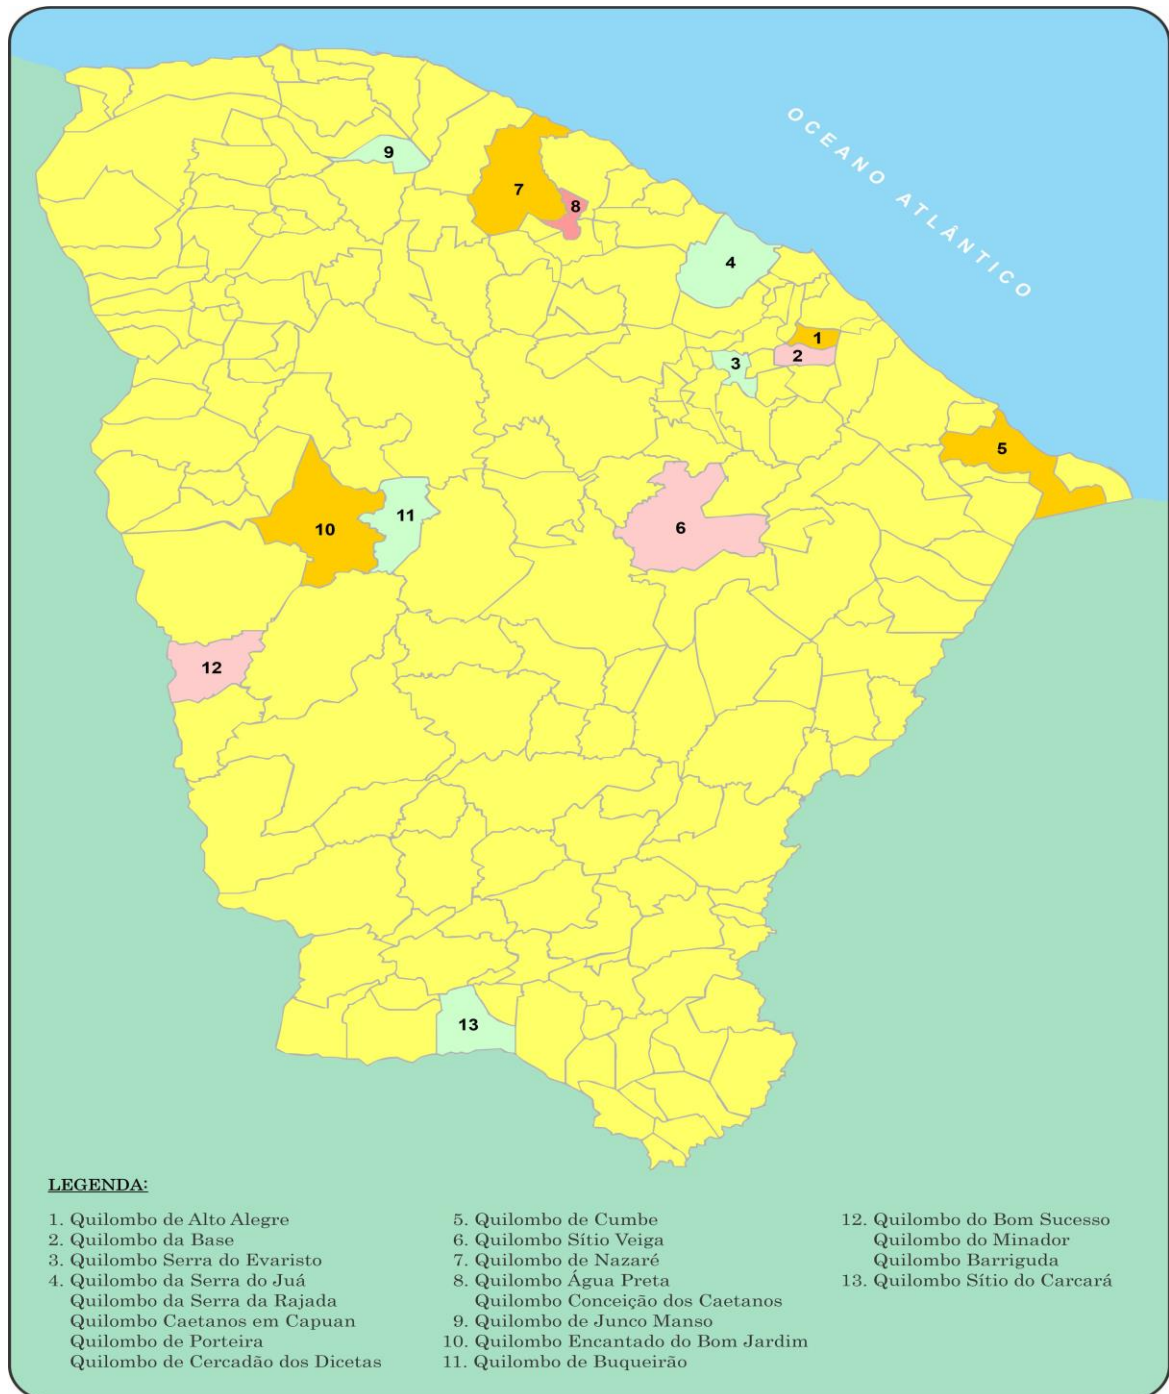 OCEANO ATLÂNTICO
9
7
8
4
1
2
3
5
6
10
11
12
13
LEGENDA:
1. Quilombo de Alto Alegre
2. Quilombo da Base
3. Quilombo Serra do Evaristo
4. Quilombo da Serra do Juá
Quilombo da Serra da Rajada
Quilombo Caetanos em Capuan
Quilombo de Porteira
Quilombo de Cercadão dos Dicetas
5. Quilombo de Cumbe
6. Quilombo Sítio Veiga
7. Quilombo de Nazaré
8. Quilombo Água Preta
Quilombo Conceição dos Caetanos
9. Quilombo de Junco Manso
10. Quilombo Encantado do Bom Jardim
11. Quilombo de Buqueirão
12. Quilombo do Bom Sucesso
Quilombo do Minador
Quilombo Barriguda
13. Quilombo Sítio do Carcará